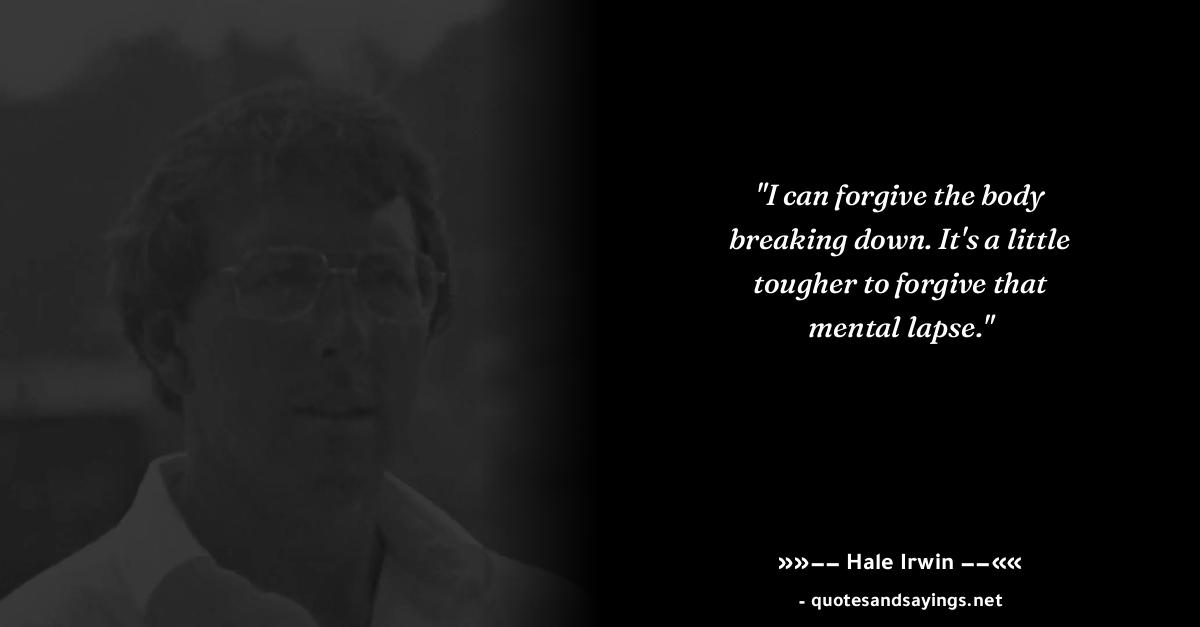 "I can forgive the body
breaking down. It's a little
tougher to forgive that
mental lapse."
»»—— Hale Irwin ——««
- quotesandsayings.net